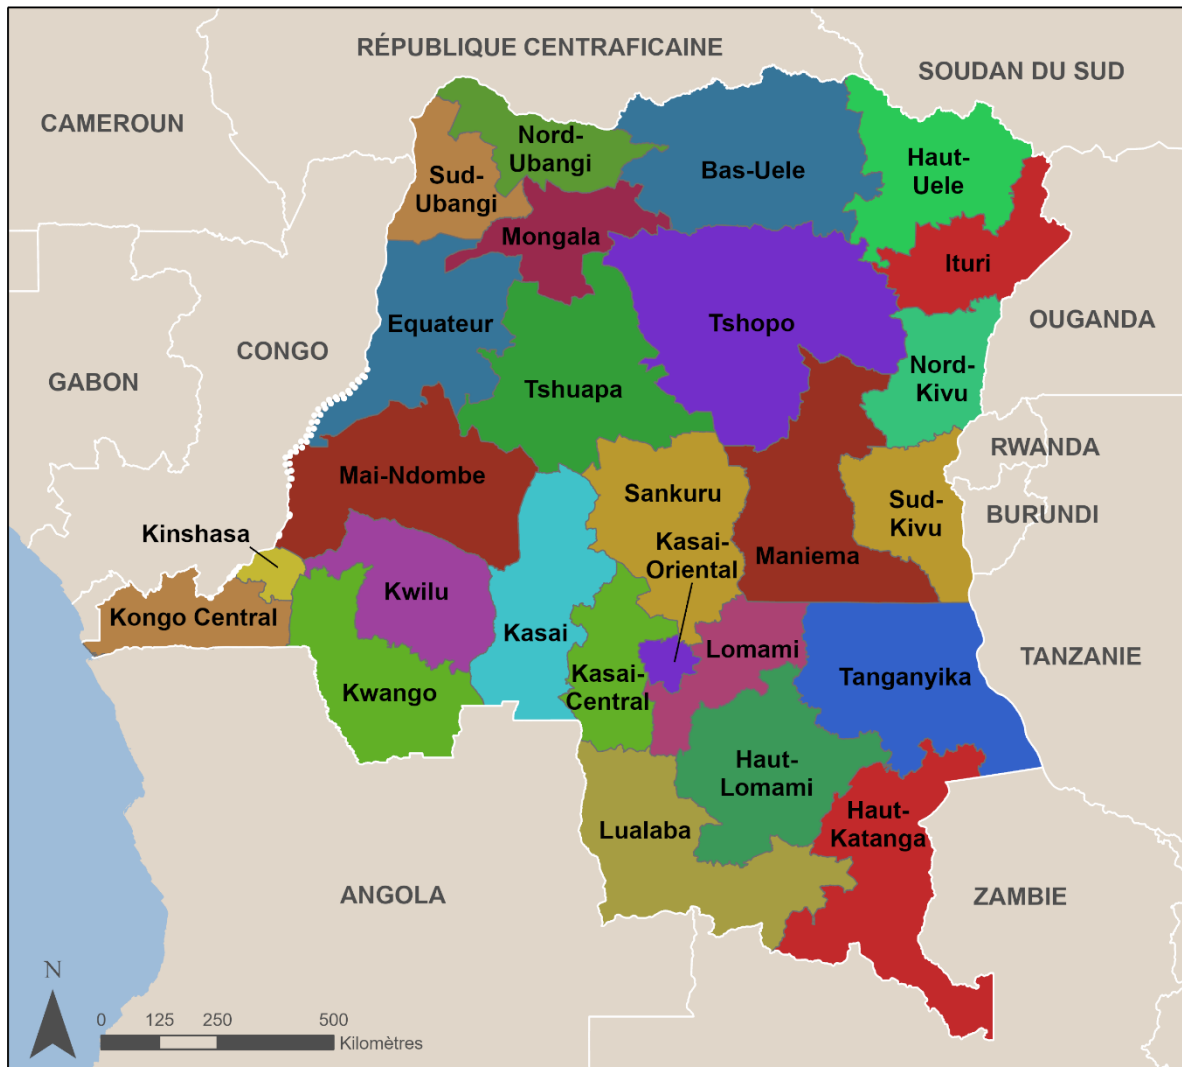 RÉPUBLIQUE CENTRAFICAINE
SOUDAN DU SUD
CAMEROUN
Nord-
Ubangi
Bas-Uele
Haut-
Uele
Sud-
Ubangi
Mongala
Ituri
Equateur
Tshopo
OUGANDA
CONGO
GABON
Tshuapa
Nord-
Kivu
RWANDA
Mai-Ndombe
Sankuru
Sud-
Kivu
BURUNDI
Kinshasa
Kasai-
Oriental
Maniema
Kongo Central
Kwilu
Kasai
Lomami
TANZANIE
Kwango
Kasai-
Central
Tanganyika
Haut-
Lomami
Lualaba
Haut-
Katanga
ANGOLA
ZAMBIE
N
0 125 250 500
Kilomètres